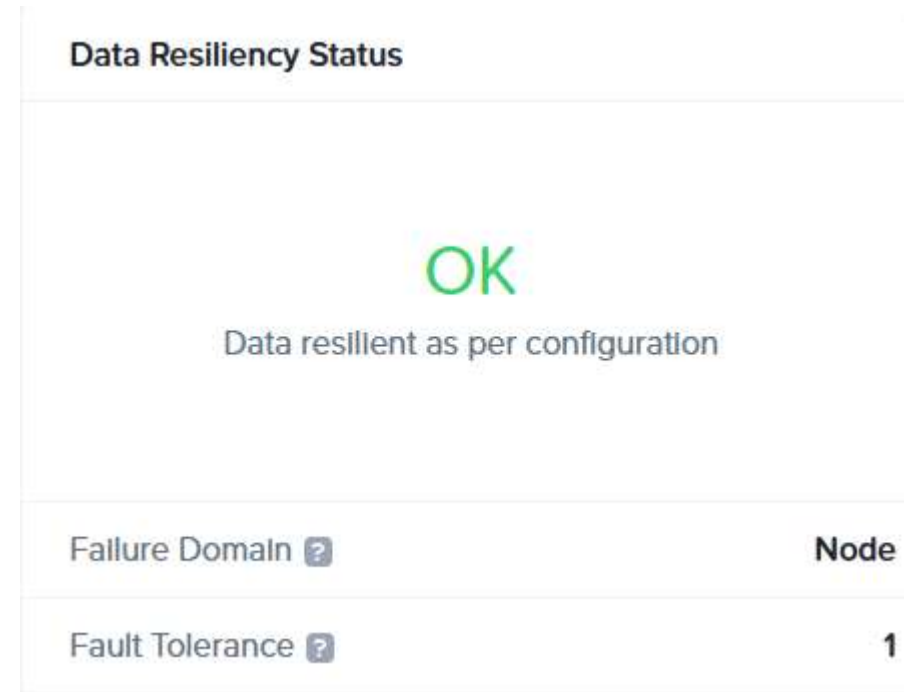 Data Resiliency Status
OK
Data resilient as per configuration
Failure Domain ?
Node
Fault Tolerance ?
1